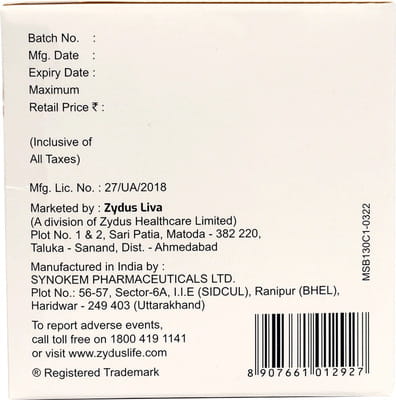 Batch No. :
Mfg. Date :
Expiry Date :
Maximum
Retail Price ₹ :
(Inclusive of
All Taxes)
Mfg. Lic. No. : 27/UA/2018
Marketed by : Zydus Liva
(A division of Zydus Healthcare Limited)
Plot No. 1 & 2, Sari Patia, Matoda - 382 220,
Taluka - Sanand, Dist. - Ahmedabad
Manufactured in India by :
SYNOKEM PHARMACEUTICALS LTD.
Plot No.: 56-57, Sector-6A, I.I.E (SIDCUL), Ranipur (BHEL),
Haridwar - 249 403 (Uttarakhand)
To report adverse events,
call toll free on 1800 419 1141
or visit www.zyduslife.com
® Registered Trademark
8 907661 012927
MSB130C1-0322